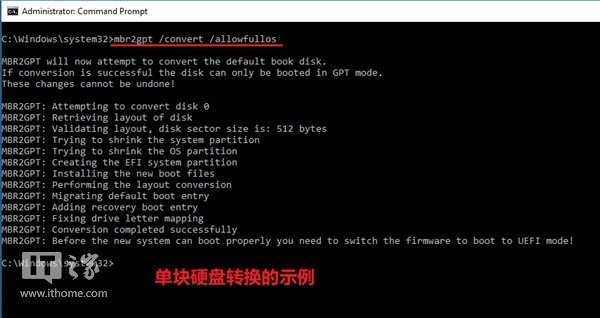 Administrator: Command Prompt
C:\Windows\system32>mbr2gpt /convert /allowfullos
MBR2GPT will now attempt to convert the default book disk.
If conversion is successful the disk can only be booted in GPT mode.
These changes cannot be undone!
MBR2GPT: Attempting to convert disk 0
MBR2GPT: Retrieving layout of disk
MBR2GPT: Validating layout, disk sector size is: 512 bytes
MBR2GPT: Trying to shrink the system partition
MBR2GPT: Trying to shrink the OS partition
MBR2GPT: Creating the EFI system partition
MBR2GPT: Installing the new boot files
MBR2GPT: Performing the layout conversion
MBR2GPT: Migrating default boot entry
MBR2GPT: Adding recovery boot entry
MBR2GPT: Fixing drive letter mapping
MBR2GPT: Conversion completed successfully
MBR2GPT: Before the new system can boot properly you need to switch the firmware to boot to UEFI mode!
C:\Windows\system32>
IT之家
www.ithome.com
单块硬盘转换的示例